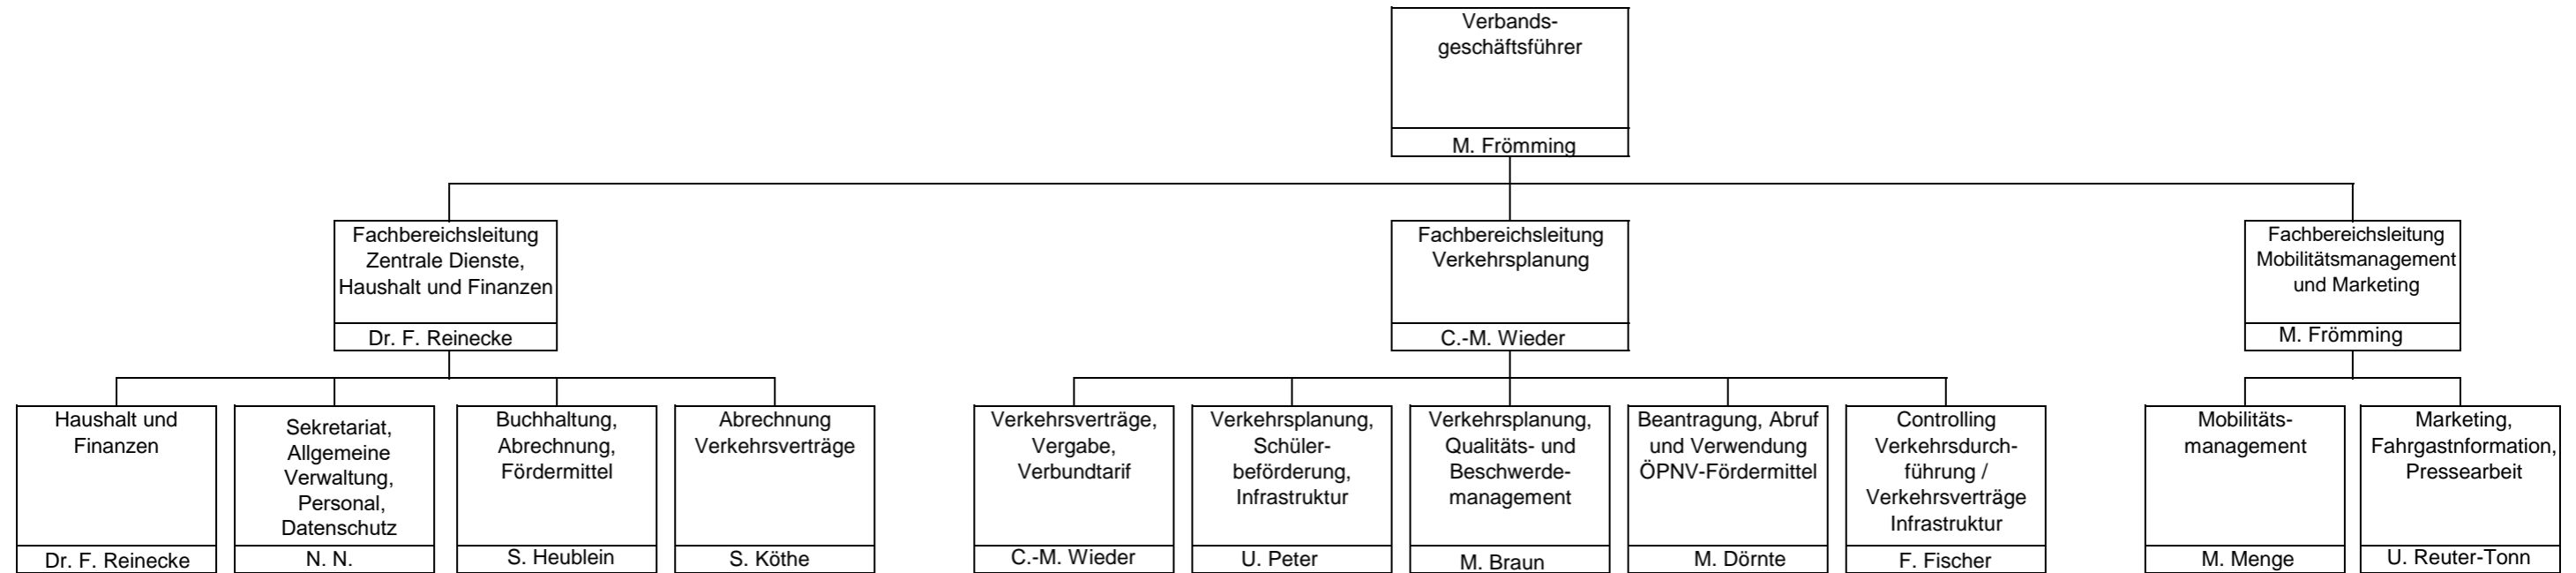 Verbands-
geschäftsführer
M. Frömming
Fachbereichsleitung
Zentrale Dienste,
Haushalt und Finanzen
Dr. F. Reinecke
Fachbereichsleitung
Verkehrsplanung
C.-M. Wieder
Fachbereichsleitung
Mobilitätsmanagement
und Marketing
M. Frömming
Haushalt und
Finanzen
Dr. F. Reinecke
Sekretariat,
Allgemeine
Verwaltung,
Personal,
Datenschutz
N. N.
Buchhaltung,
Abrechnung,
Fördermittel
S. Heublein
Abrechnung
Verkehrsverträge
S. Köthe
Verkehrsverträge,
Vergabe,
Verbundtarif
C.-M. Wieder
Verkehrsplanung,
Schüler-
beförderung,
Infrastruktur
U. Peter
Verkehrsplanung,
Qualitäts- und
Beschwerde-
management
M. Braun
Beantragung, Abruf
und Verwendung
ÖPNV-Fördermittel
M. Dörnte
Controlling
Verkehrsdurch-
führung /
Verkehrsverträge
Infrastruktur
F. Fischer
Mobilitäts-
management
M. Menge
Marketing,
Fahrgastnformation,
Pressearbeit
U. Reuter-Tonn